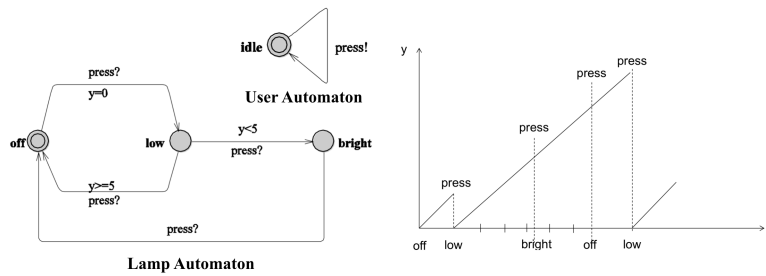 press?
y=0
off
low
y<5
press?
bright
y>=5
press?
press?
Lamp Automaton
idle
press!
User Automaton
y
press
press
press
press
off
low
bright
off
low